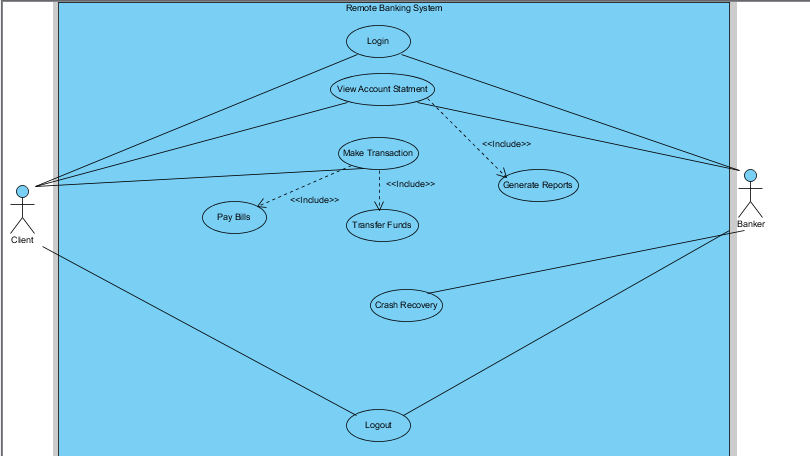 Remote Banking System
Login
View Account Statment
<<Include>>
Make Transaction
<<Include>>
Generate Reports
<<Include>>
Pay Bills
Transfer Funds
Client
Banker
Crash Recovery
Logout